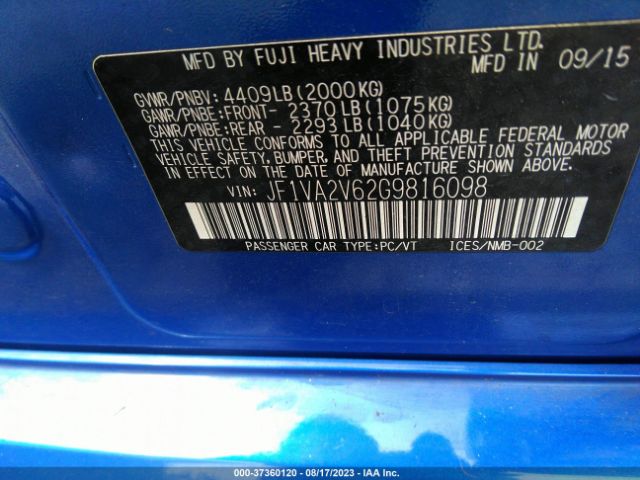 MFD BY FUJI HEAVY INDUSTRIES LTD.
MFD IN 09/15
GVWR/PNBV: 4409LB(2000KG)
GAWR/PNBE:FRONT- 2370LB(1075KG)
GAWR/PNBE:REAR - 2293LB(1040KG)
THIS VEHICLE CONFORMS TO ALL APPLICABLE FEDERAL MOTOR
VEHICLE SAFETY, BUMPER, AND THEFT PREVENTION STANDARDS
IN EFFECT ON THE DATE OF MANUFACTURE SHOWN ABOVE.
VIN: JF1VA2V62G9816098
PASSENGER CAR TYPE:PC/VT ICES/NMB-002
000-37360120 - 08/17/2023 - IAA Inc.